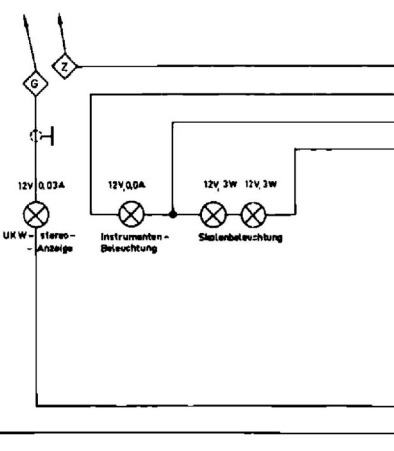 G
Z
12V, 0,03A
12V,0,0A
12V, 3W 12V, 3W
UKW- stereo-
- Anzeige
Instrumenten-
Beleuchtung
Skalenbeleuchtung